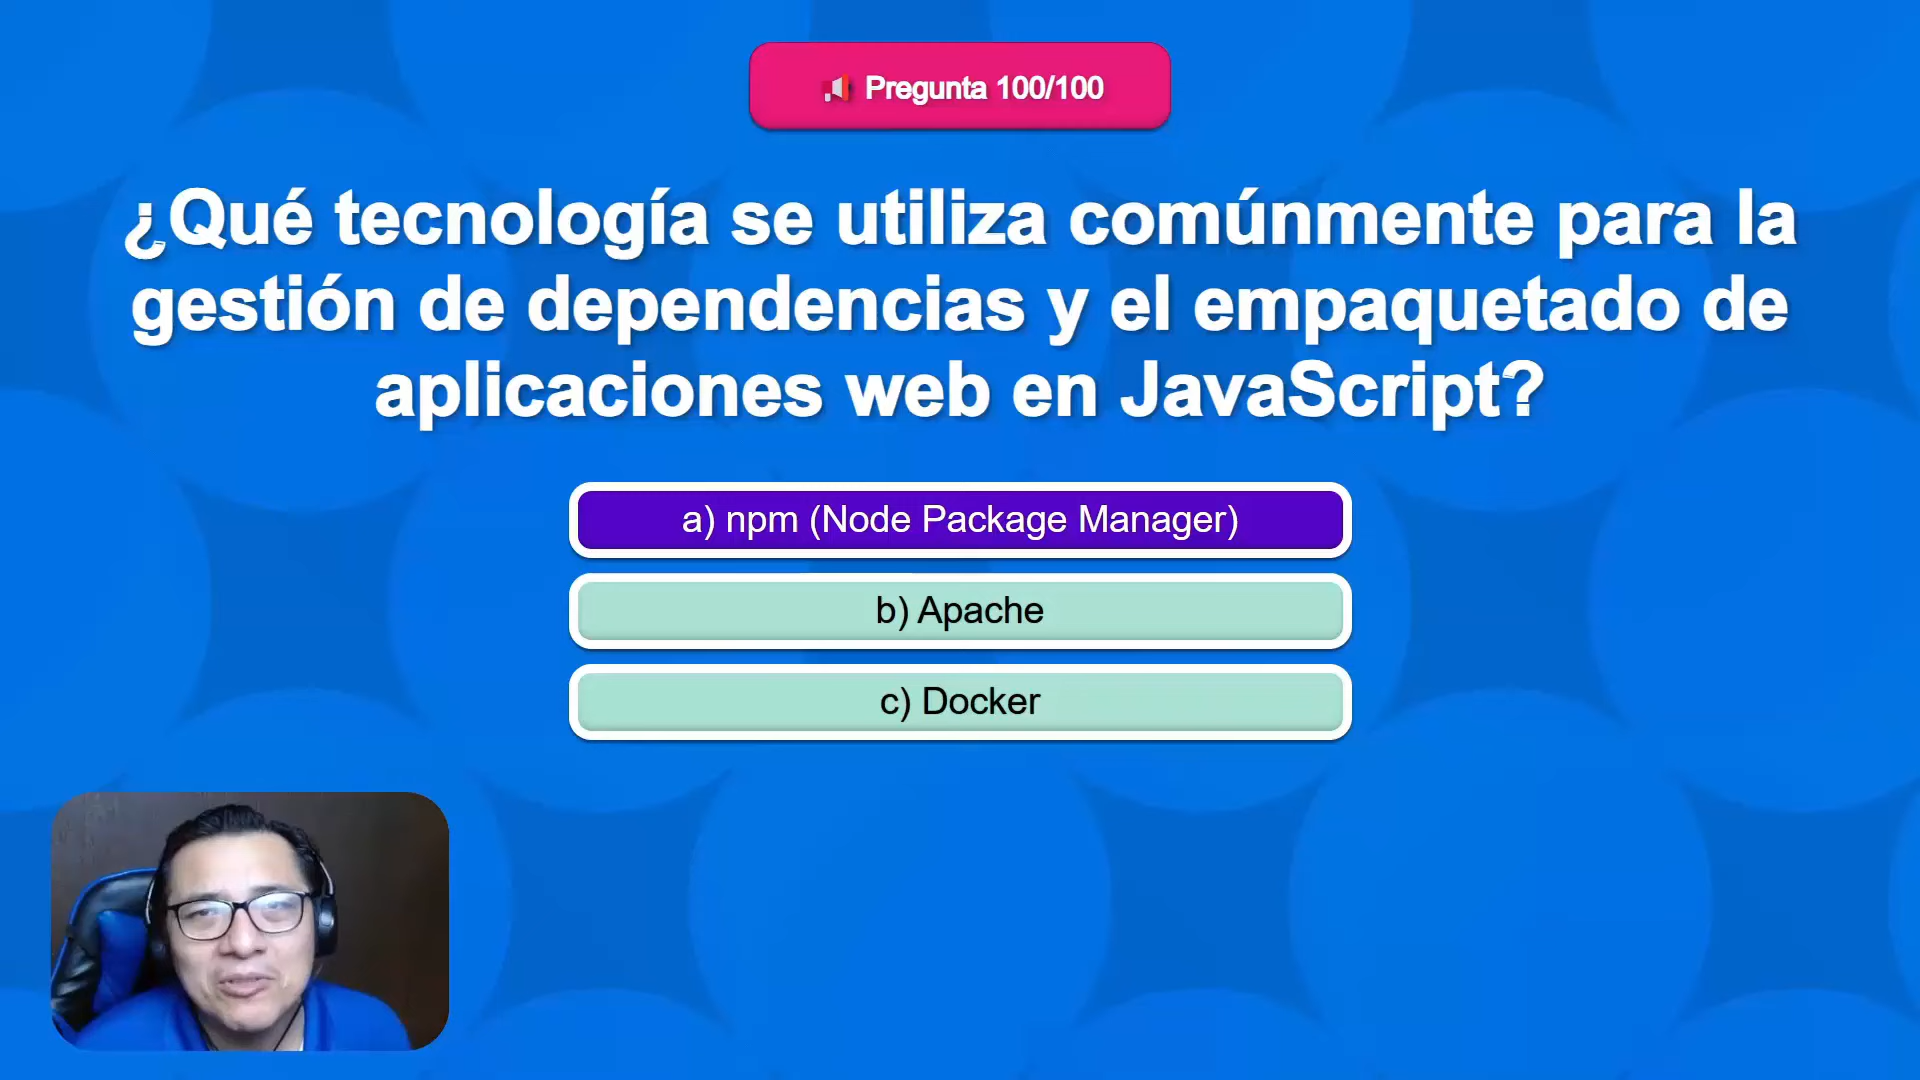 Pregunta 100/100
¿Qué tecnología se utiliza comúnmente para la
gestión de dependencias y el empaquetado de
aplicaciones web en JavaScript?
a) npm (Node Package Manager)
b) Apache
c) Docker